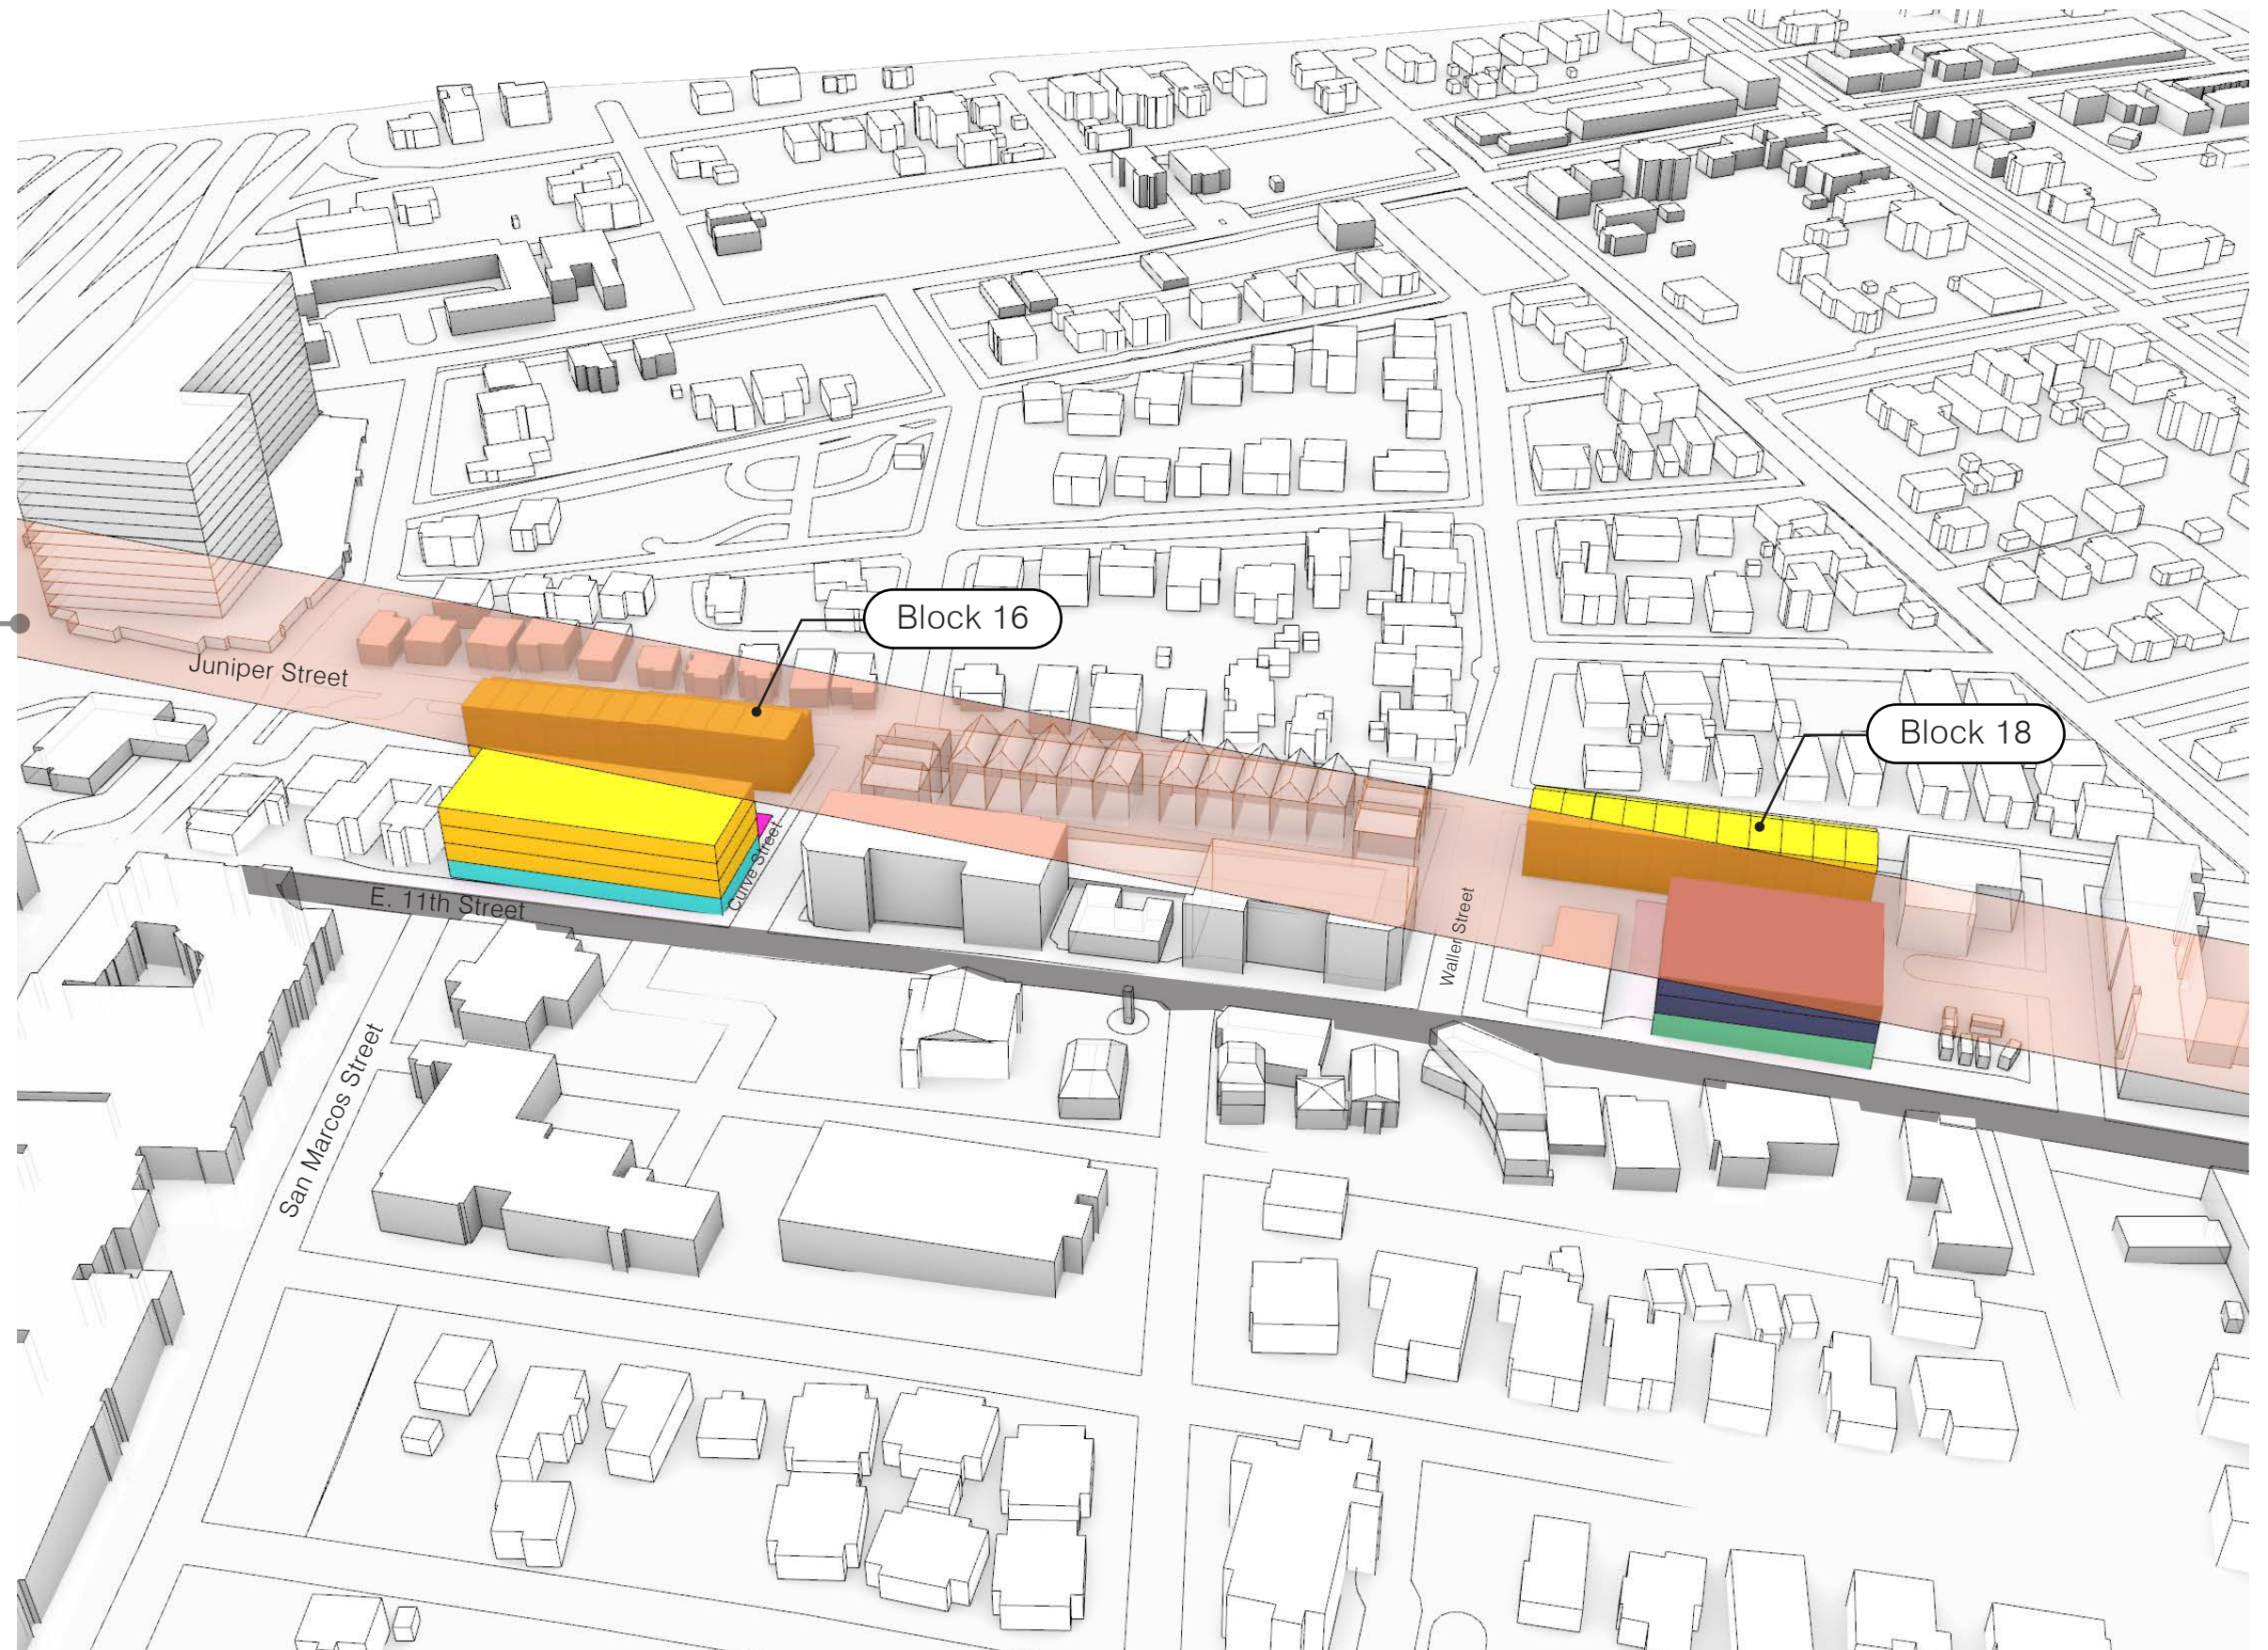 Block 16
Juniper Street
Block 18
Curve Street
E. 11th Street
Waller Street
San Marcos Street